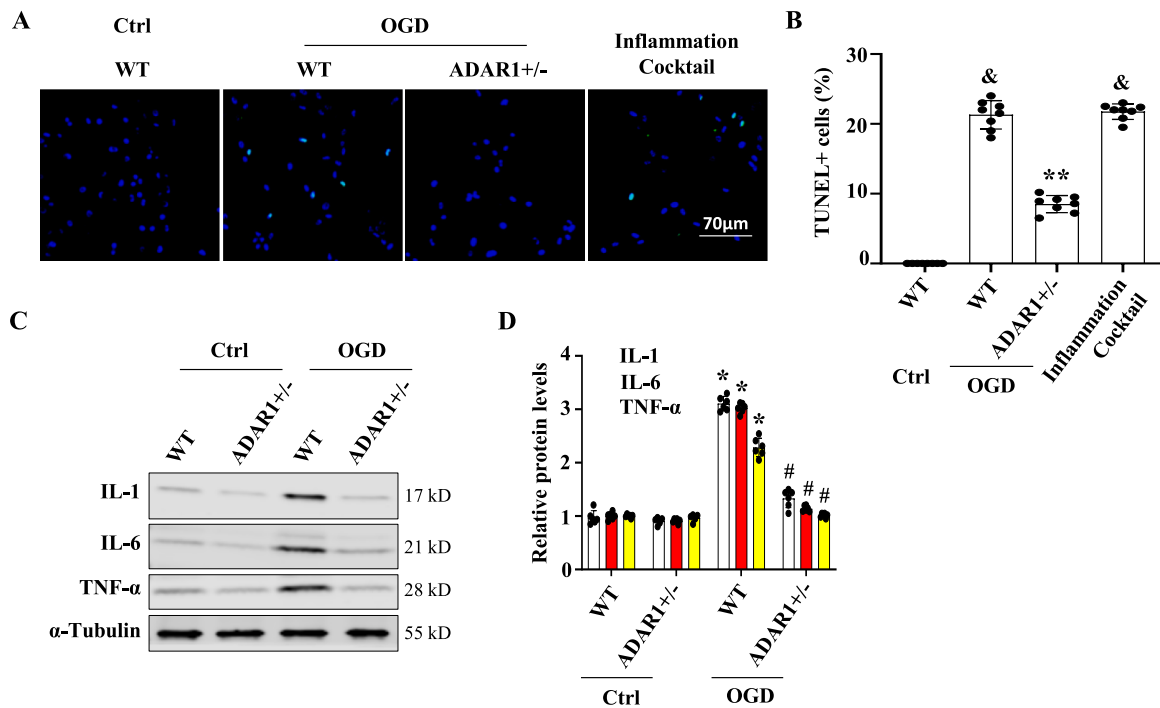 A
Ctrl
OGD
Inflammation
Cocktail
WT
WT
ADAR1+/-
70μm
B
TUNEL+ cells (%)
30
20
10
0
&
**
&
WT
WT
ADAR1+/-
Inflammation
Cocktail
Ctrl
OGD
C
Ctrl
OGD
WT
ADAR1+/-
WT
ADAR1+/-
IL-1
17 kD
IL-6
21 kD
TNF-α
28 kD
α-Tubulin
55 kD
D
Relative protein levels
4
3
2
1
0
IL-1
IL-6
TNF-α
*
*
*
#
#
#
WT
ADAR1+/-
WT
ADAR1+/-
Ctrl
OGD